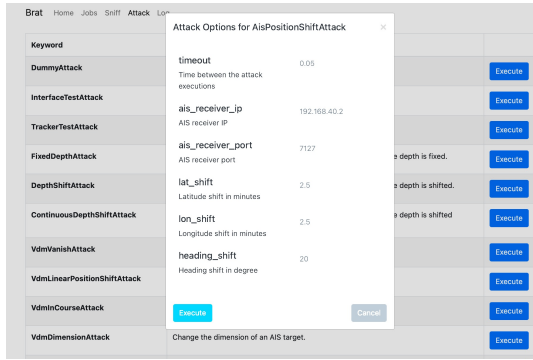 Brat Home Jobs Sniff Attack Log
Attack Options for AisPositionShiftAttack ×
Keyword
timeout 0.05
Time between the attack
executions
DummyAttack Execute
InterfaceTestAttack Execute
ais_receiver_ip 192.168.40.2
AIS receiver IP
TrackerTestAttack Execute
ais_receiver_port 7127
AIS receiver port
FixedDepthAttack e depth is fixed. Execute
lat_shift 2.5
Latitude shift in minutes
DepthShiftAttack e depth is shifted. Execute
lon_shift 2.5
Longitude shift in minutes
ContinuousDepthShiftAttack e depth is shifted Execute
heading_shift 20
Heading shift in degree
VdmVanishAttack Execute
VdmLinearPositionShiftAttack Execute
VdmInCourseAttack Execute
Execute Cancel
VdmDimensionAttack Change the dimension of an AIS target. Execute